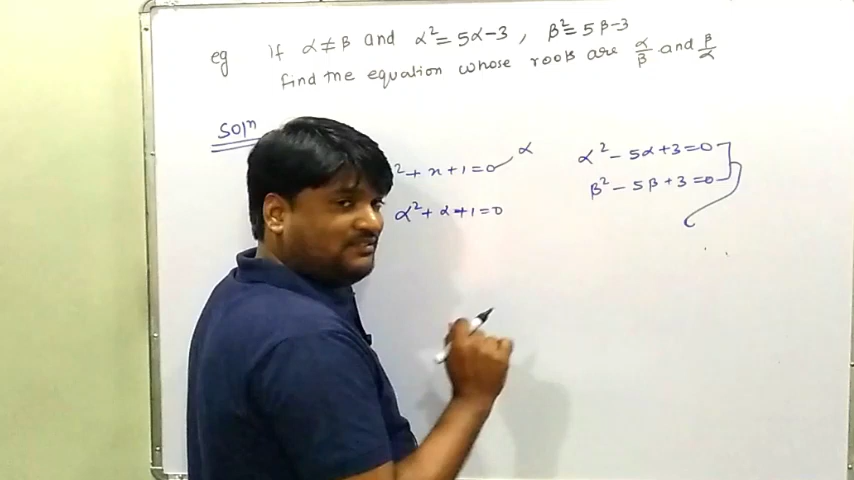 eg If α ≠ β and α² = 5α-3 , β² = 5β-3
find the equation whose roots are α/β and β/α
Solⁿ
² + x + 1 = 0 α
α² + α + 1 = 0
α² - 5α + 3 = 0
β² - 5β + 3 = 0